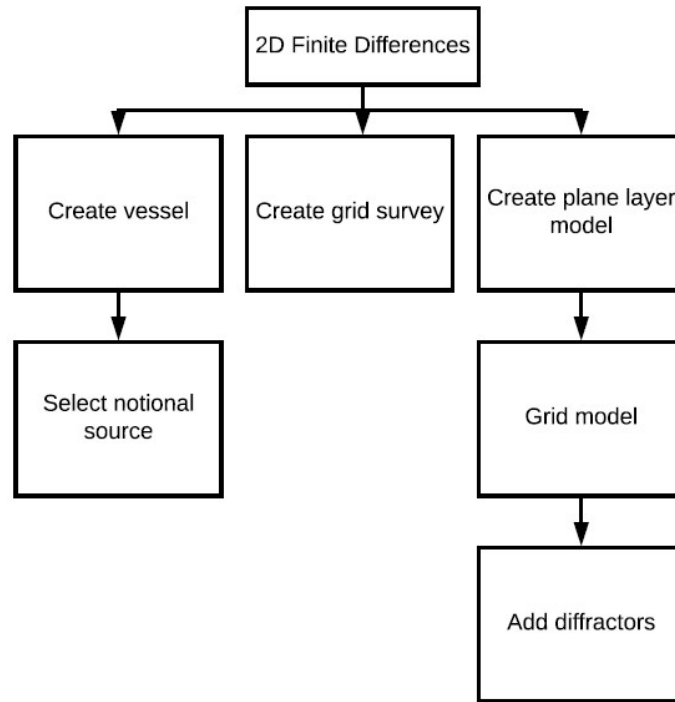 2D Finite Differences
Create vessel
Create grid survey
Create plane layer
model
Select notional
source
Grid model
Add diffractors